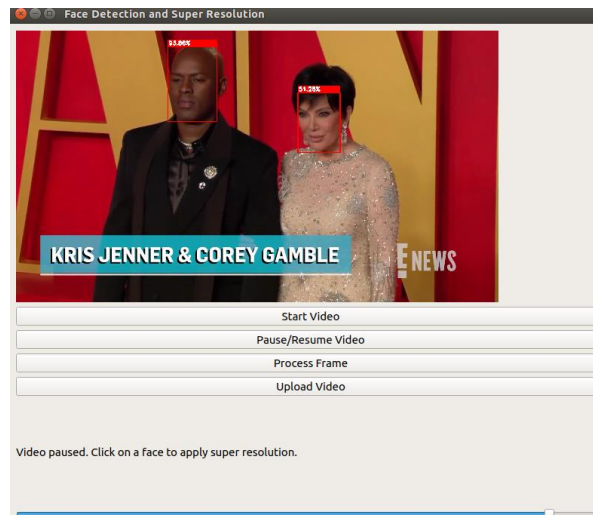 Face Detection and Super Resolution
93.86%
51.28%
KRIS JENNER & COREY GAMBLE
E NEWS
Start Video
Pause/Resume Video
Process Frame
Upload Video
Video paused. Click on a face to apply super resolution.